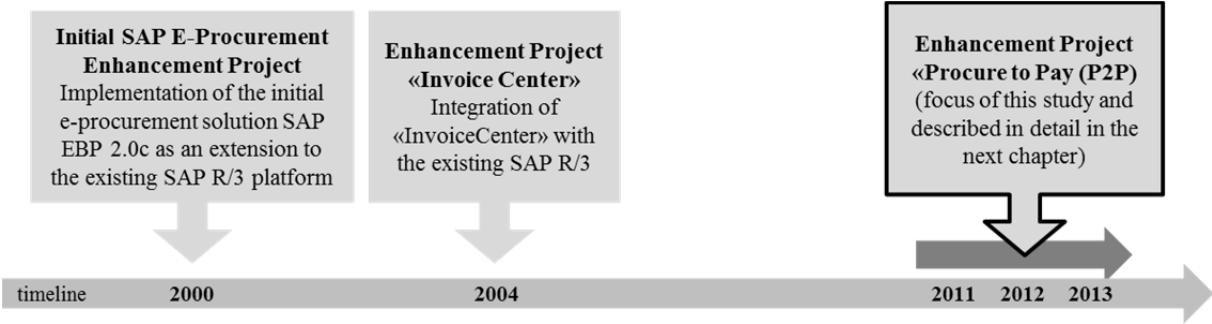 Initial SAP E-Procurement
Enhancement Project
Implementation of the initial
e-procurement solution SAP
EBP 2.0c as an extension to
the existing SAP R/3 platform
Enhancement Project
«Invoice Center»
Integration of
«InvoiceCenter» with
the existing SAP R/3
Enhancement Project
«Procure to Pay (P2P)
(focus of this study and
described in detail in the
next chapter)
timeline 2000 2004 2011 2012 2013